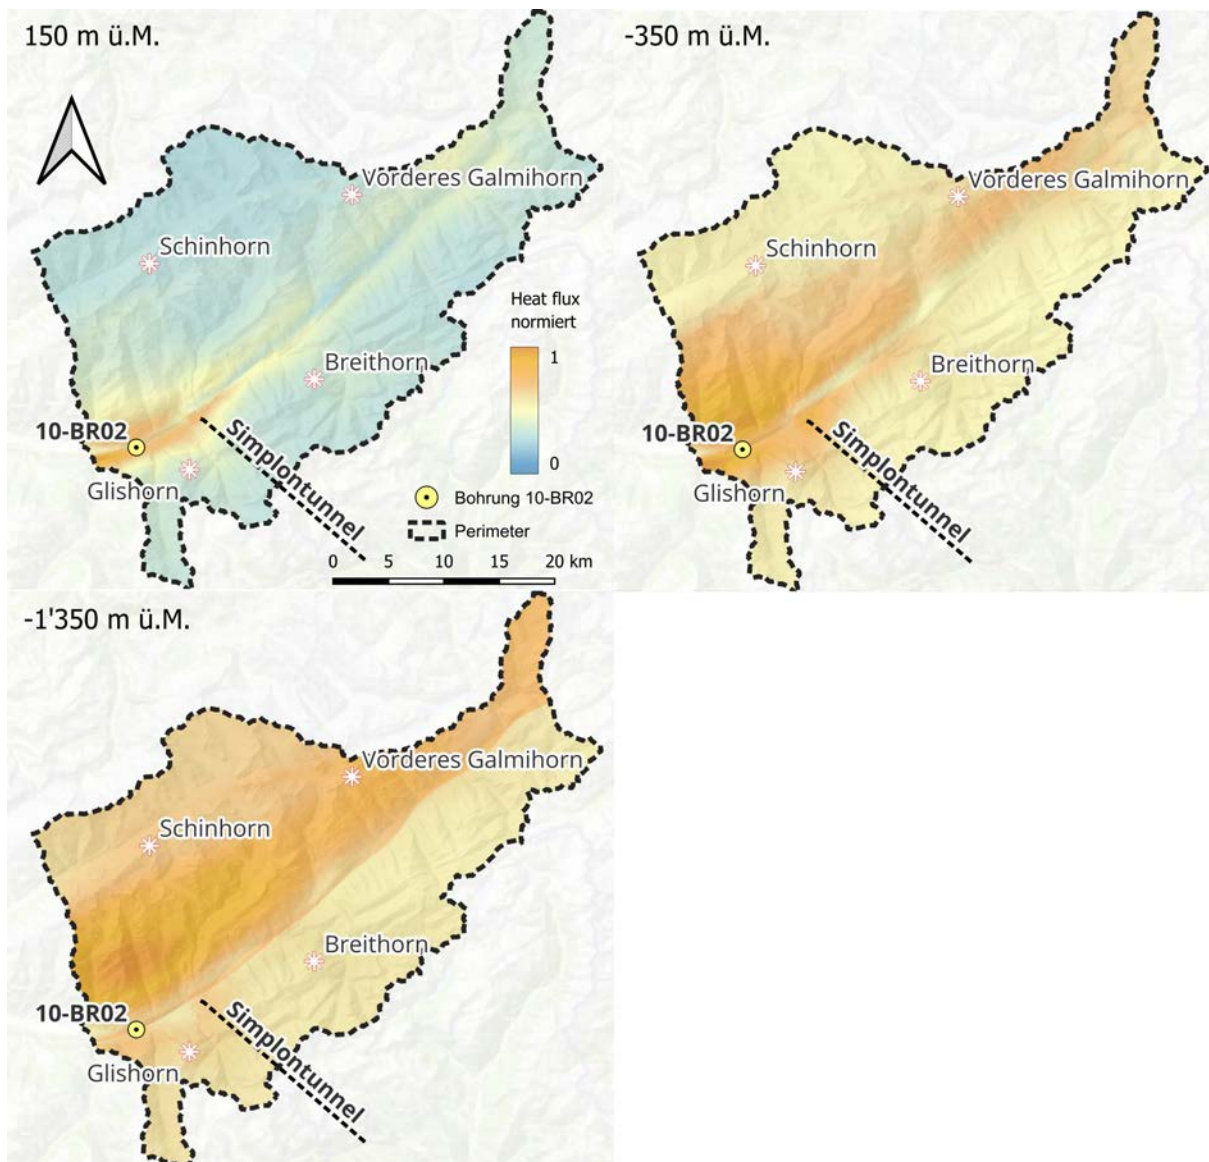 150 m ü.M.
Vorderes Galmihorn
Schinhorn
Heat flux
normiert
1
0
Breithorn
10-BR02
Simplontunnel
Glishorn
Bohrung 10-BR02
Perimeter
0 5 10 15 20 km
-350 m ü.M.
Vorderes Galmihorn
Schinhorn
Breithorn
10-BR02
Simplontunnel
Glishorn
-1'350 m ü.M.
Vorderes Galmihorn
Schinhorn
Breithorn
10-BR02
Simplontunnel
Glishorn